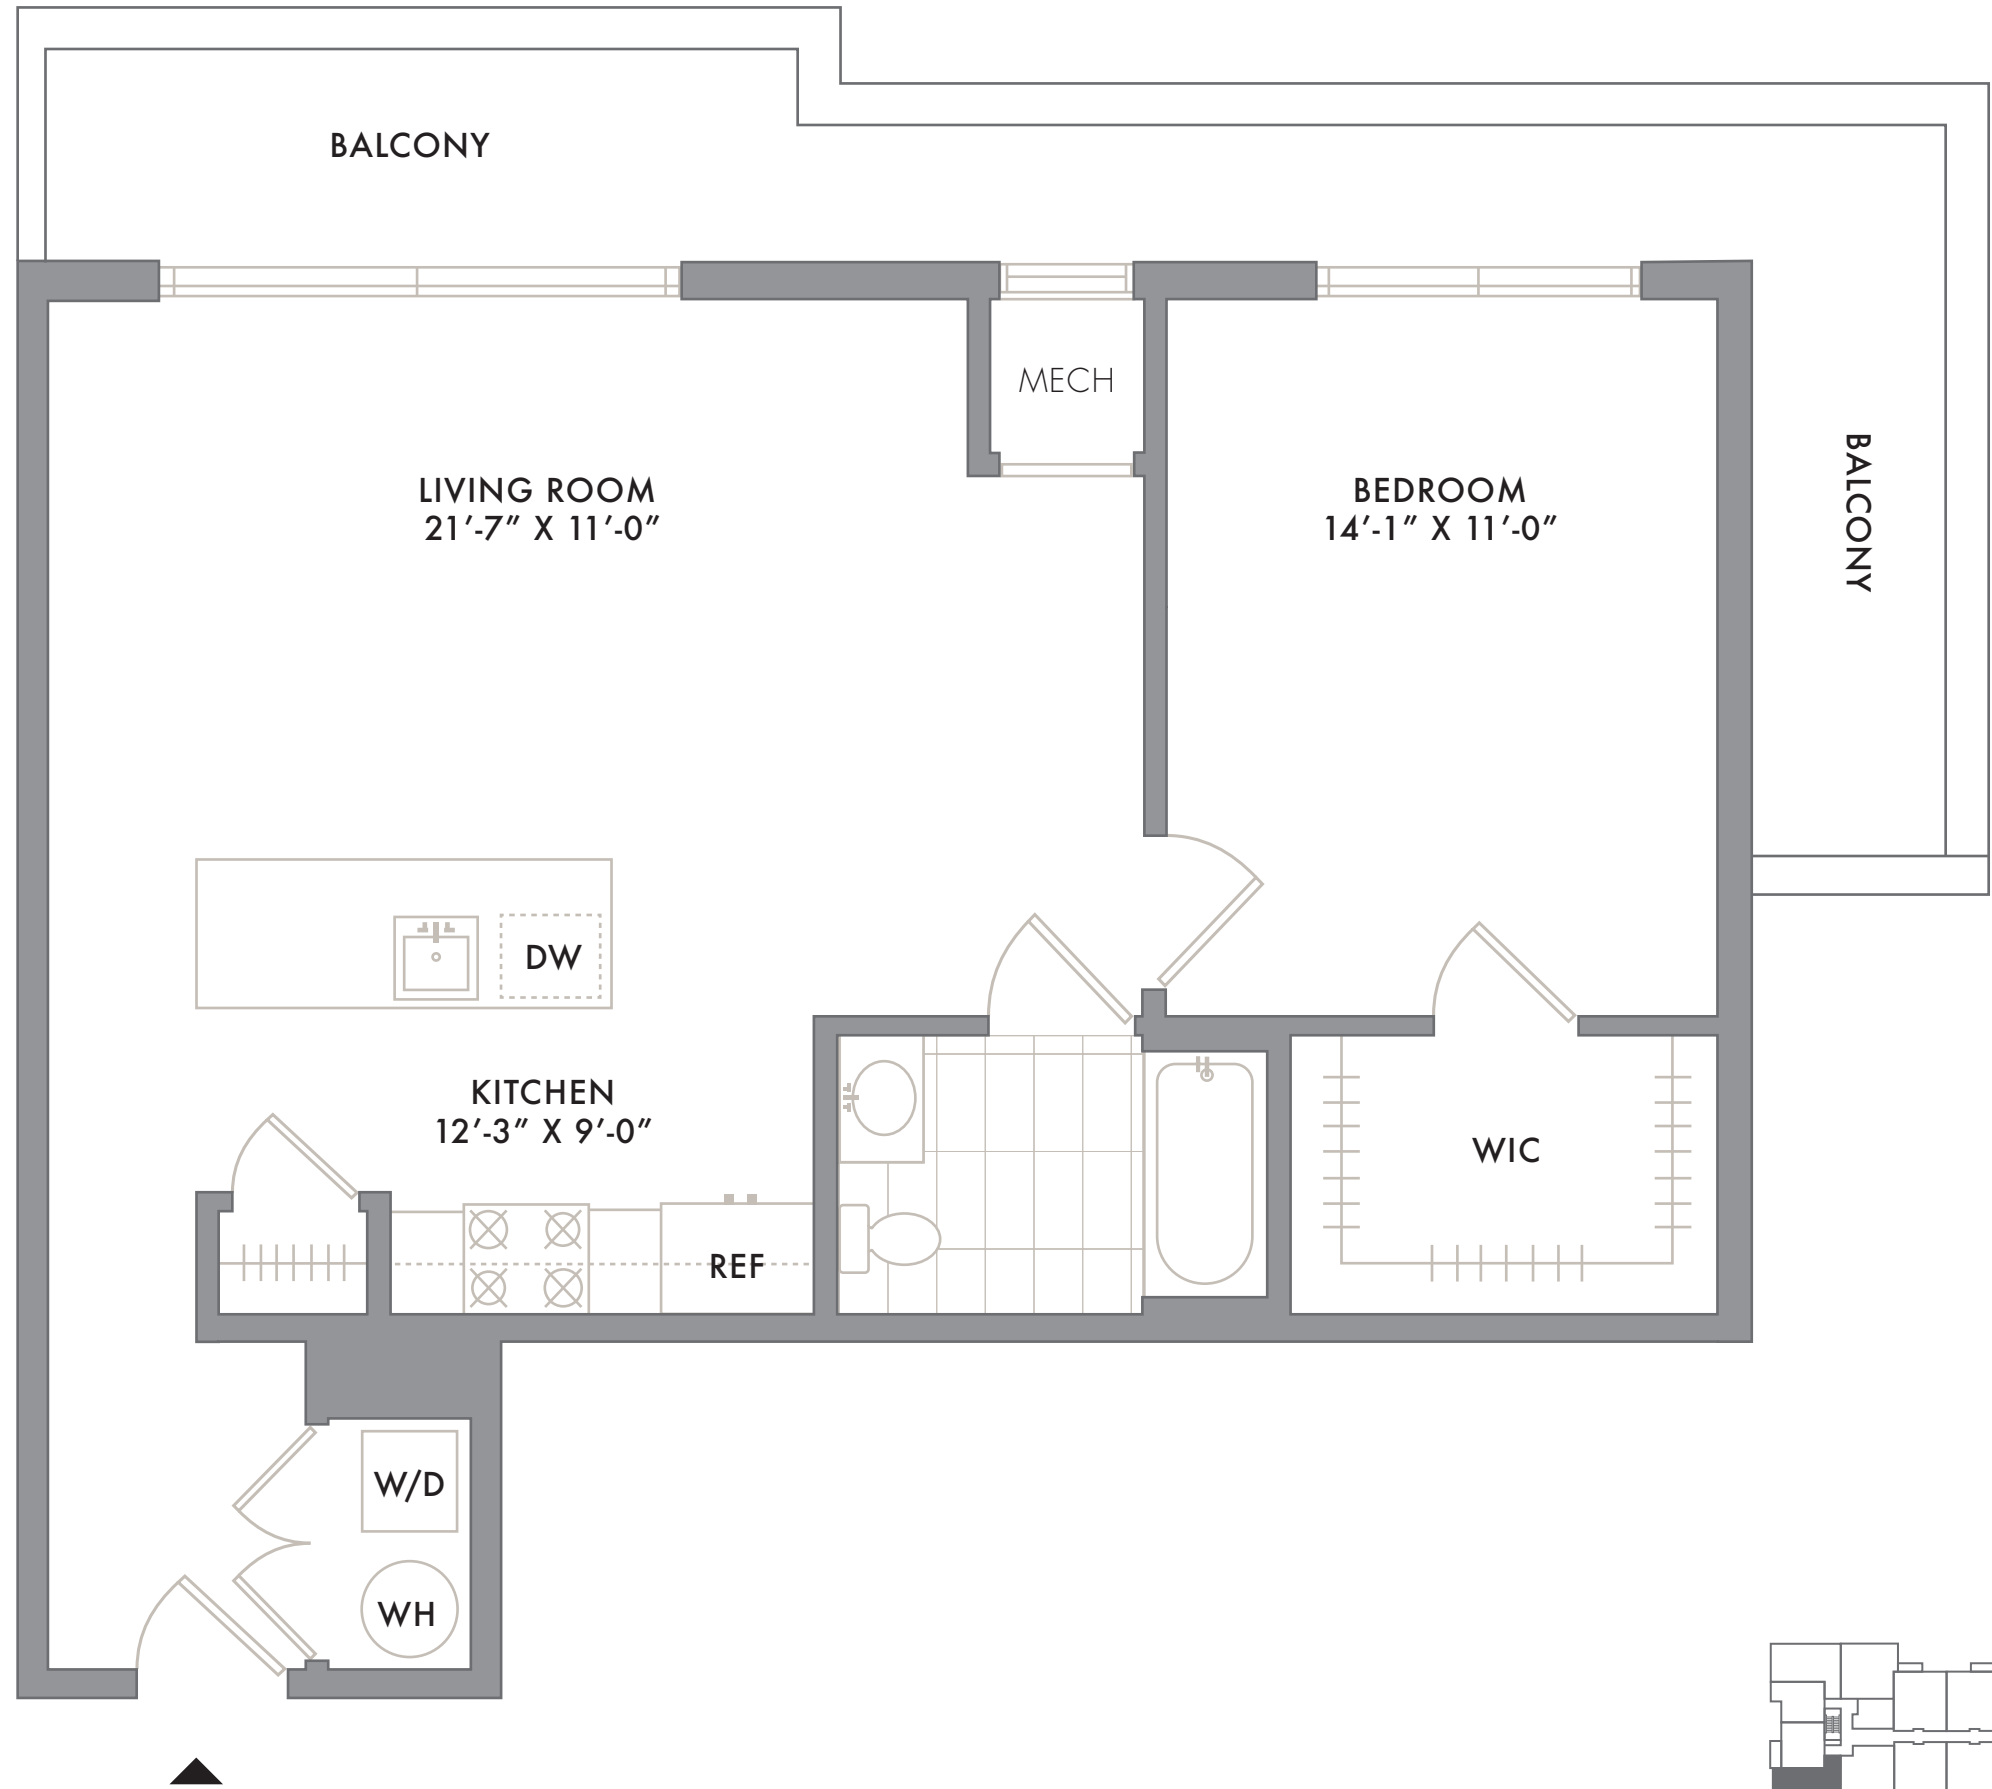 BALCONY
MECH
LIVING ROOM
21’-7” X 11’-0”
BEDROOM
14’-1” X 11’-0”
BALCONY
DW
KITCHEN
12’-3” X 9’-0”
WIC
REF
W/D
WH